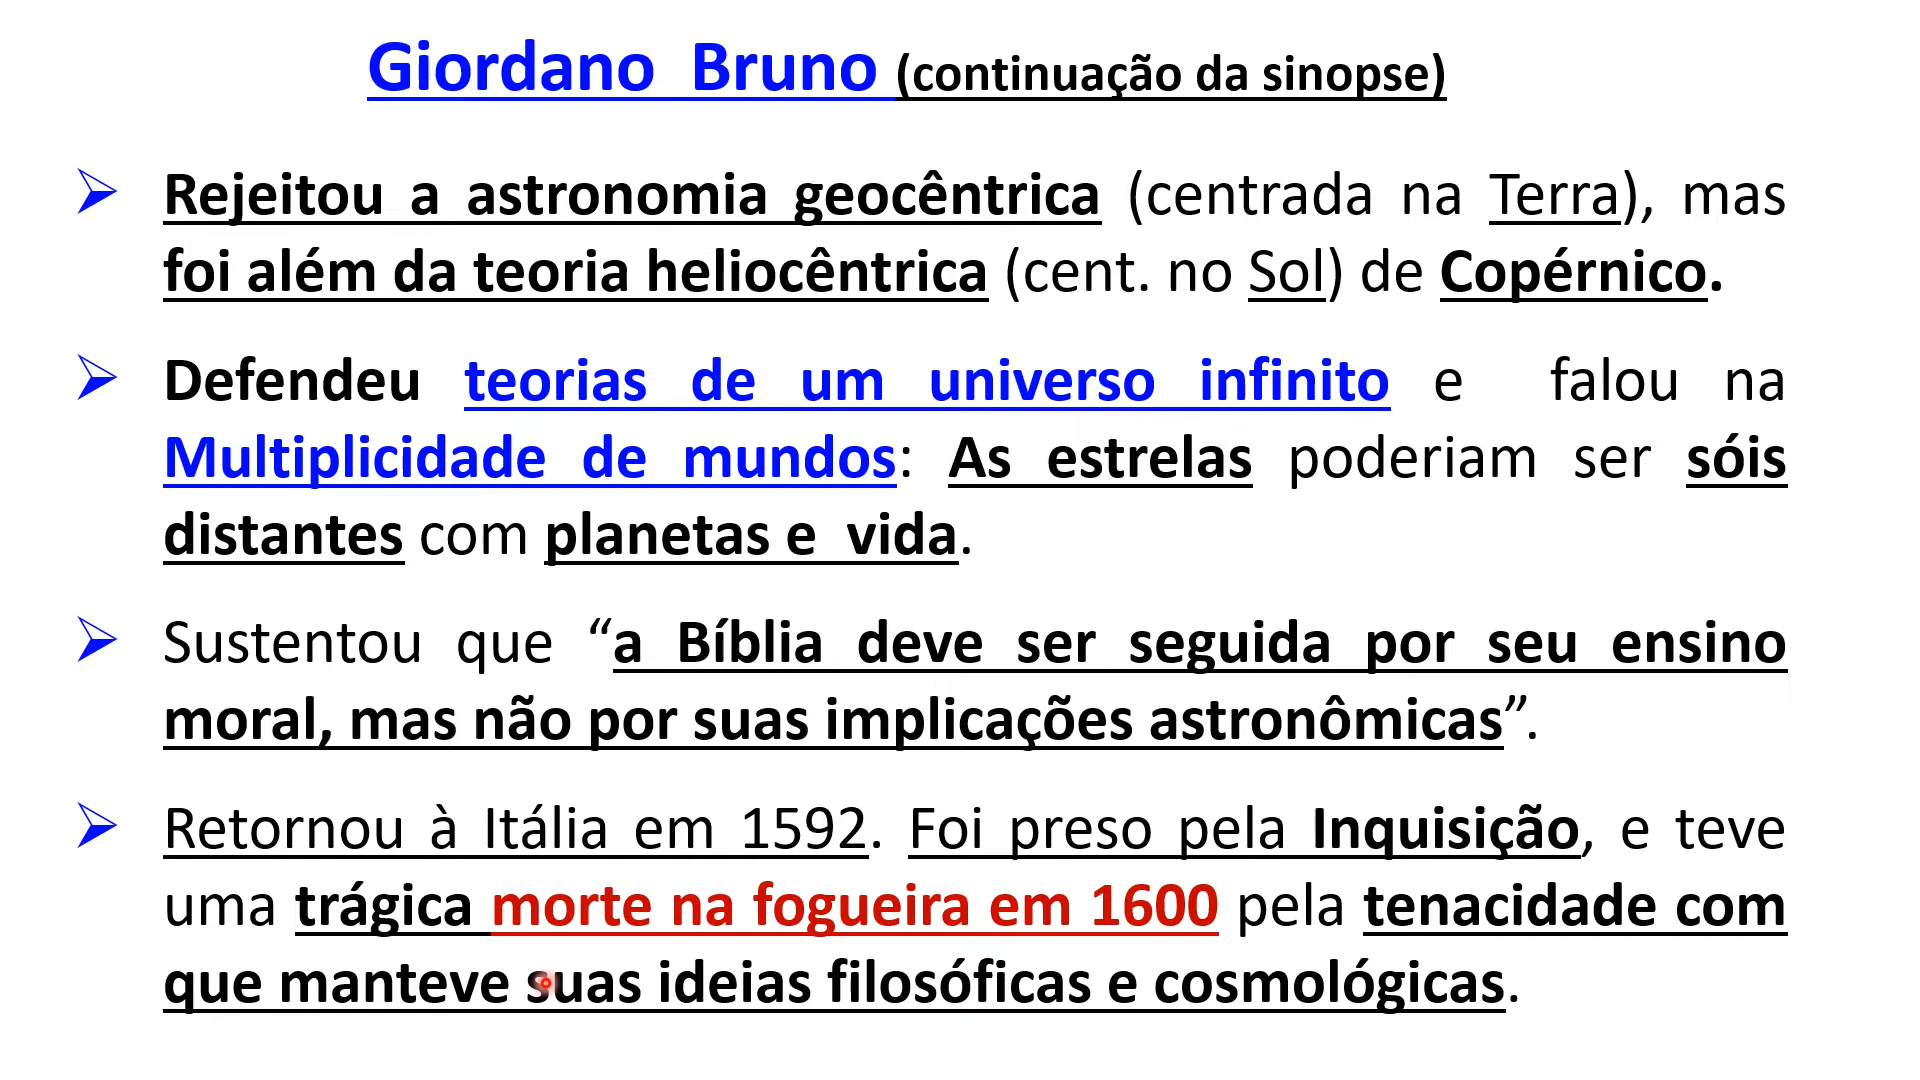 Giordano Bruno (continuação da sinopse)
Rejeitou a astronomia geocêntrica (centrada na Terra), mas
foi além da teoria heliocêntrica (cent. no Sol) de Copérnico.
Defendeu teorias de um universo infinito e falou na
Multiplicidade de mundos: As estrelas poderiam ser sóis
distantes com planetas e vida.
Sustentou que “a Bíblia deve ser seguida por seu ensino
moral, mas não por suas implicações astronômicas”.
Retornou à Itália em 1592. Foi preso pela Inquisição, e teve
uma trágica morte na fogueira em 1600 pela tenacidade com
que manteve suas ideias filosóficas e cosmológicas.